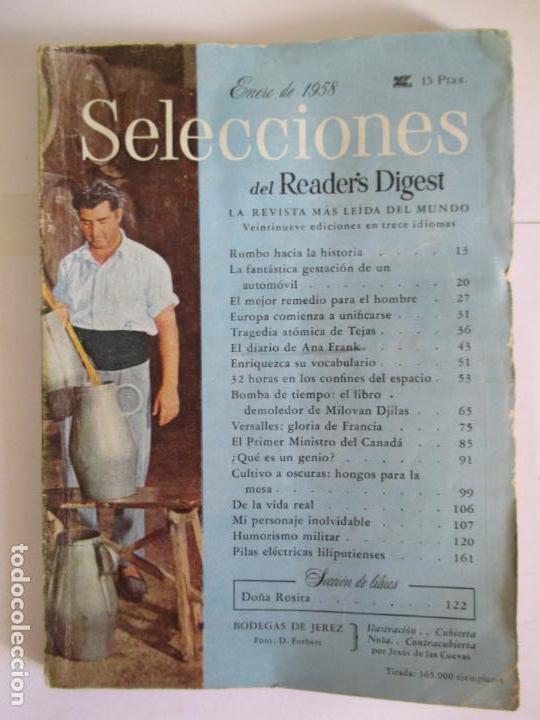 Enero de 1958
15 Ptas.
Selecciones
del Reader's Digest
LA REVISTA MÁS LEÍDA DEL MUNDO
Veintinueve ediciones en trece idiomas
Rumbo hacia la historia . . . . 13
La fantástica gestación de un
automóvil . . . . . . . 20
El mejor remedio para el hombre . 27
Europa comienza a unificarse . . 31
Tragedia atómica de Tejas . . . 36
El diario de Ana Frank . . . . 43
Enriquezca su vocabulario . . . 51
32 horas en los confines del espacio . 53
Bomba de tiempo: el libro
demoledor de Milovan Djilas . . 65
Versalles: gloria de Francia . . . 75
El Primer Ministro del Canadá . . 85
¿Qué es un genio? . . . . . 91
Cultivo a oscuras: hongos para la
mesa . . . . . . . . . 99
De la vida real . . . . . . 106
Mi personaje inolvidable . . . 107
Humorismo militar . . . . . 120
Pilas eléctricas liliputienses . . . 161
Sección de libros
Doña Rosita . . . . . . . 122
BODEGAS DE JEREZ
Foto: D. Forbert
Ilustración . . Cubierta
Nota . . Contracubierta
por Jesús de las Cuevas
Tirada: 165.000 ejemplares
todocoleccion